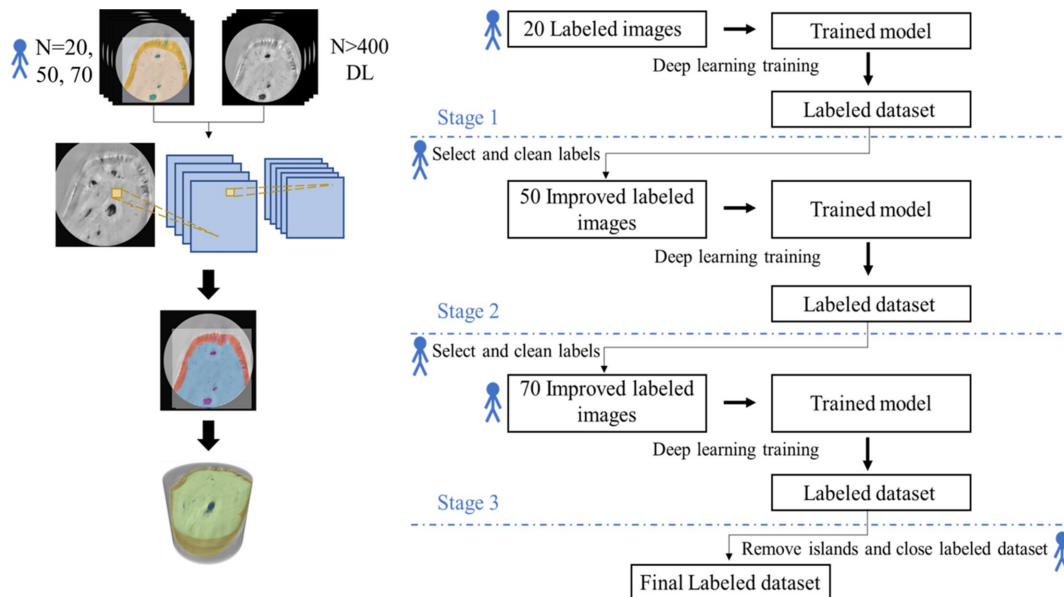 N=20,
50, 70
N>400
DL
20 Labeled images
Trained model
Deep learning training
Labeled dataset
Stage 1
Select and clean labels
50 Improved labeled
images
Trained model
Deep learning training
Labeled dataset
Stage 2
Select and clean labels
70 Improved labeled
images
Trained model
Deep learning training
Labeled dataset
Stage 3
Remove islands and close labeled dataset
Final Labeled dataset